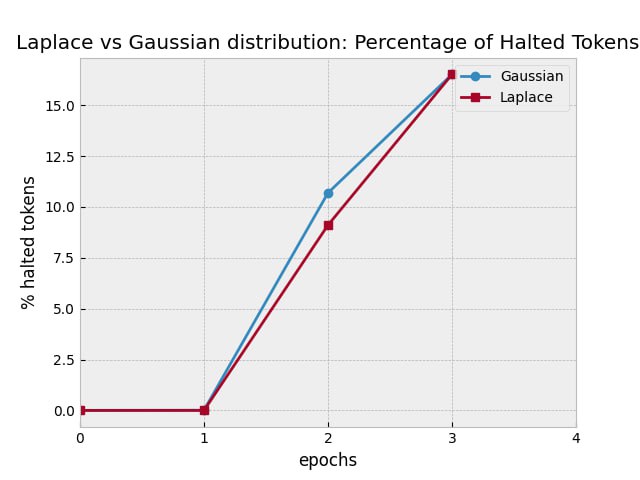 Laplace vs Gaussian distribution: Percentage of Halted Tokens
Gaussian
Laplace
15.0
12.5
10.0
7.5
5.0
2.5
0.0
% halted tokens
0 1 2 3 4
epochs